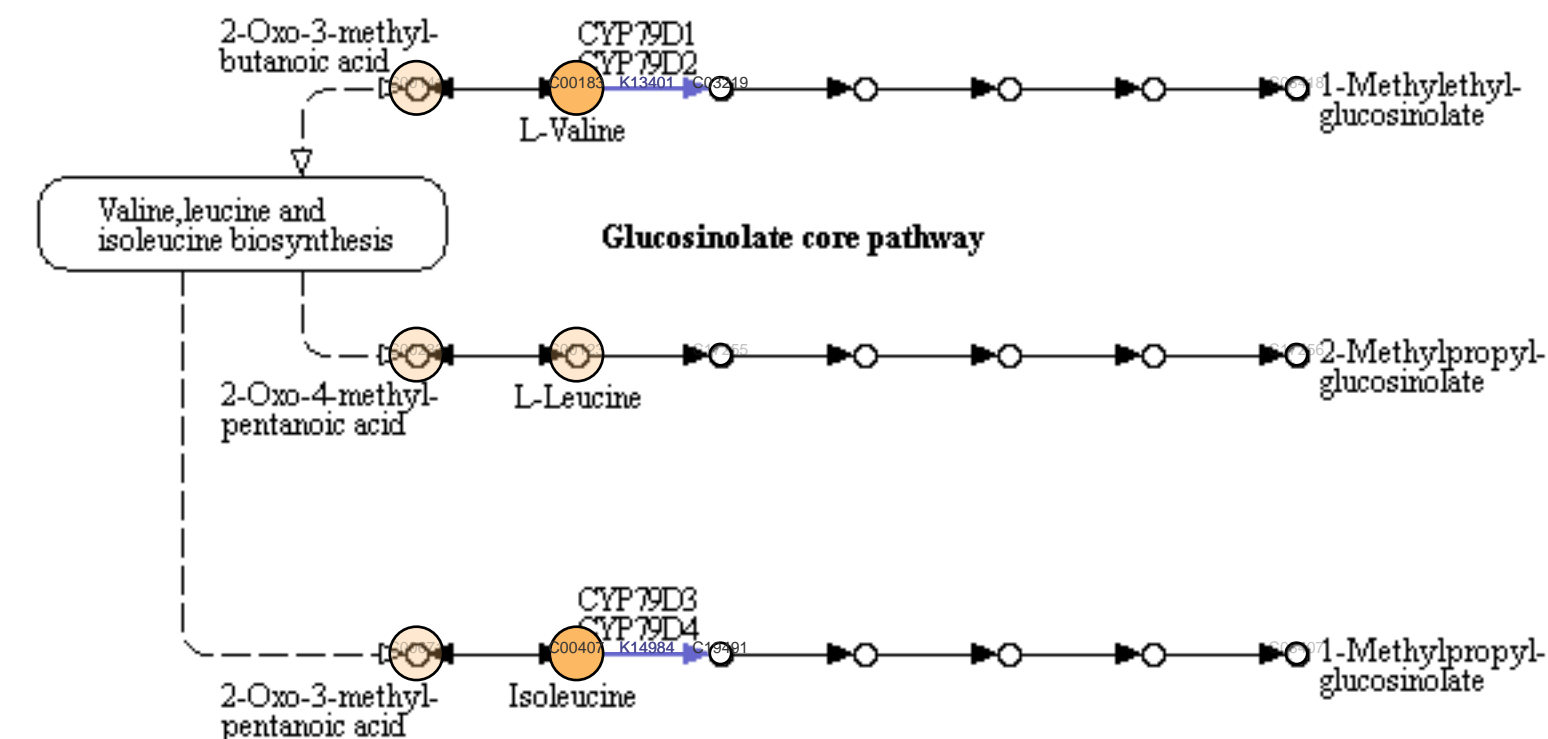 2-Oxo-3-methyl-
butanoic acid
CYP79D1
CYP79D2
C00183
K13401
C03219
L-Valine
1-Methylethyl-
glucosinolate
Valine,leucine and
isoleucine biosynthesis
Glucosinolate core pathway
2-Oxo-4-methyl-
pentanoic acid
L-Leucine
C17255
2-Methylpropyl-
glucosinolate
CYP79D3
CYP79D4
C00407
K14984
C19491
2-Oxo-3-methyl-
pentanoic acid
Isoleucine
1-Methylpropyl-
glucosinolate